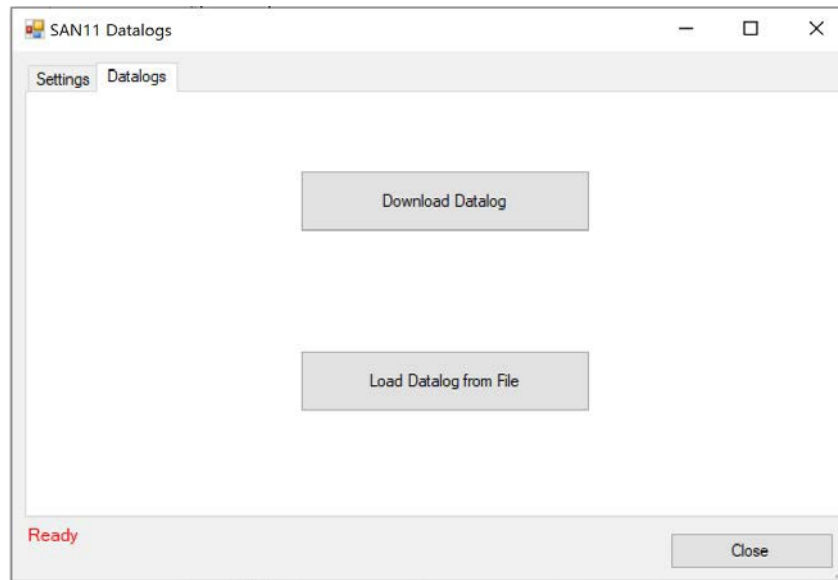 SAN11 Datalogs
Settings
Datalogs
Download Datalog
Load Datalog from File
Ready
Close